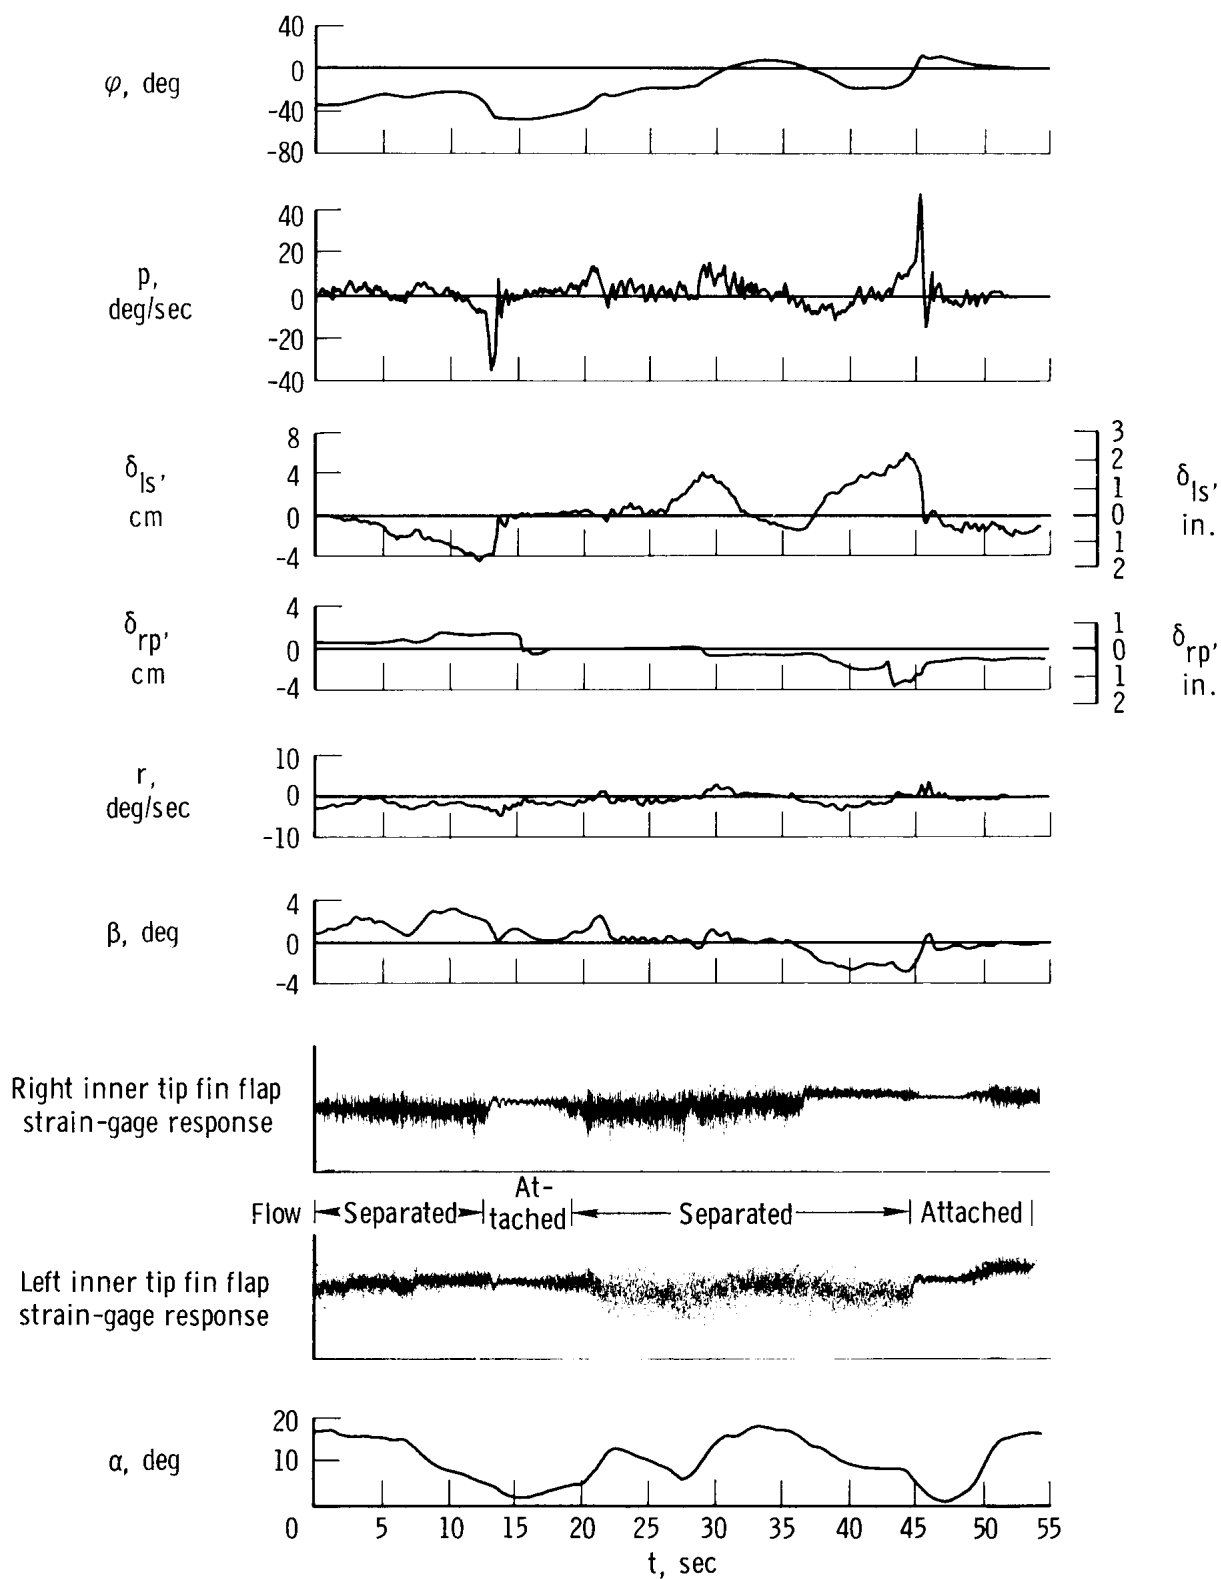 40
0
-40
-80
φ, deg
40
20
0
-20
-40
p,
deg/sec
8
4
0
-4
δls,
cm
3
2
1
0
1
2
δls,
in.
4
0
-4
δrp,
cm
1
0
1
2
δrp,
in.
10
0
-10
r,
deg/sec
4
0
-4
β, deg
Right inner tip fin flap
strain-gage response
Flow
Separated
At-
tached
Separated
Attached
Left inner tip fin flap
strain-gage response
20
10
α, deg
0 5 10 15 20 25 30 35 40 45 50 55
t, sec